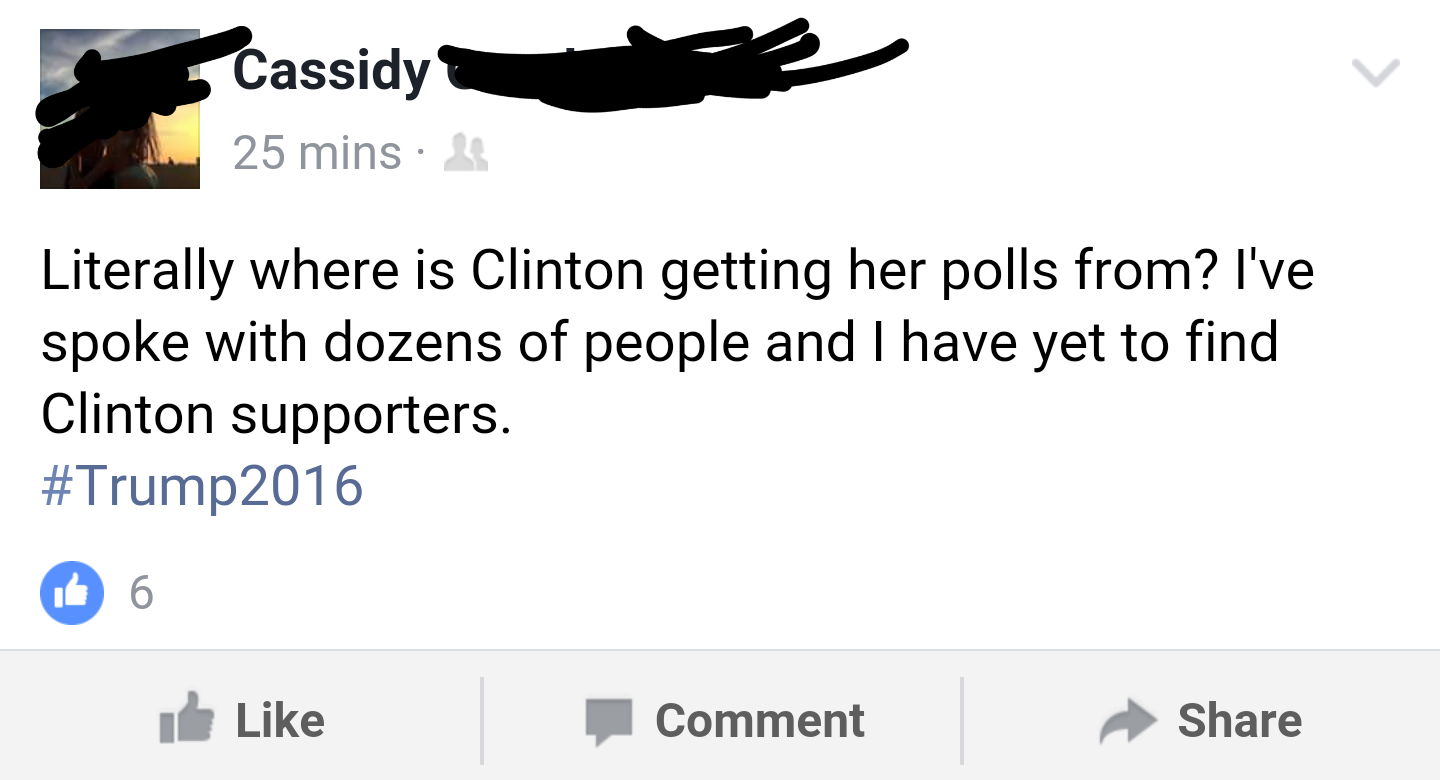 Cassidy
25 mins ·
Literally where is Clinton getting her polls from? I've
spoke with dozens of people and I have yet to find
Clinton supporters.
#Trump2016
6
Like Comment Share